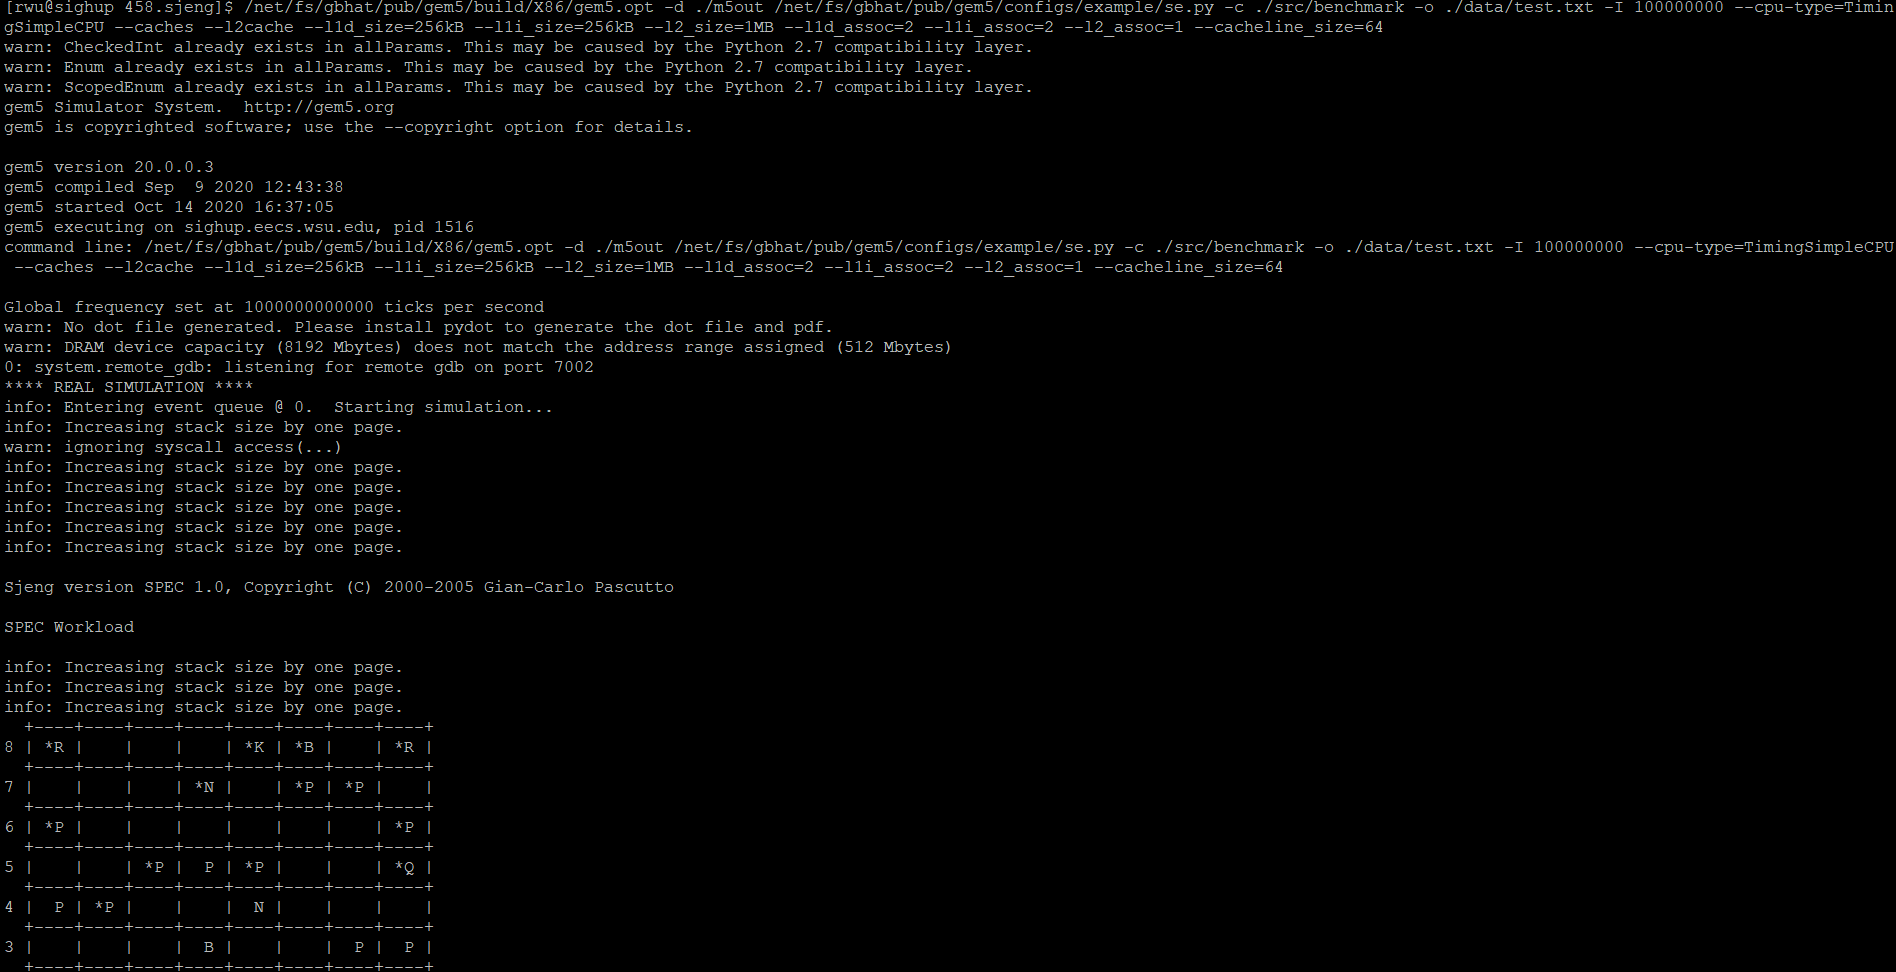 [rwu@sighup 458.sjeng]$ /net/fs/gbhat/pub/gem5/build/X86/gem5.opt -d ./m5out /net/fs/gbhat/pub/gem5/configs/example/se.py -c ./src/benchmark -o ./data/test.txt -I 100000000 --cpu-type=Timin
gSimpleCPU --caches --l2cache --l1d_size=256kB --l1i_size=256kB --l2_size=1MB --l1d_assoc=2 --l1i_assoc=2 --l2_assoc=1 --cacheline_size=64
warn: CheckedInt already exists in allParams. This may be caused by the Python 2.7 compatibility layer.
warn: Enum already exists in allParams. This may be caused by the Python 2.7 compatibility layer.
warn: ScopedEnum already exists in allParams. This may be caused by the Python 2.7 compatibility layer.
gem5 Simulator System.  http://gem5.org
gem5 is copyrighted software; use the --copyright option for details.

gem5 version 20.0.0.3
gem5 compiled Sep  9 2020 12:43:38
gem5 started Oct 14 2020 16:37:05
gem5 executing on sighup.eecs.wsu.edu, pid 1516
command line: /net/fs/gbhat/pub/gem5/build/X86/gem5.opt -d ./m5out /net/fs/gbhat/pub/gem5/configs/example/se.py -c ./src/benchmark -o ./data/test.txt -I 100000000 --cpu-type=TimingSimpleCPU
 --caches --l2cache --l1d_size=256kB --l1i_size=256kB --l2_size=1MB --l1d_assoc=2 --l1i_assoc=2 --l2_assoc=1 --cacheline_size=64

Global frequency set at 1000000000000 ticks per second
warn: No dot file generated. Please install pydot to generate the dot file and pdf.
warn: DRAM device capacity (8192 Mbytes) does not match the address range assigned (512 Mbytes)
0: system.remote_gdb: listening for remote gdb on port 7002
**** REAL SIMULATION ****
info: Entering event queue @ 0.  Starting simulation...
info: Increasing stack size by one page.
warn: ignoring syscall access(...)
info: Increasing stack size by one page.
info: Increasing stack size by one page.
info: Increasing stack size by one page.
info: Increasing stack size by one page.
info: Increasing stack size by one page.

Sjeng version SPEC 1.0, Copyright (C) 2000-2005 Gian-Carlo Pascutto

SPEC Workload

info: Increasing stack size by one page.
info: Increasing stack size by one page.
info: Increasing stack size by one page.
  +----+----+----+----+----+----+----+----+
8 | *R |    |    |    | *K | *B |    | *R |
  +----+----+----+----+----+----+----+----+
7 |    |    |    | *N |    | *P | *P |    |
  +----+----+----+----+----+----+----+----+
6 | *P |    |    |    |    |    |    | *P |
  +----+----+----+----+----+----+----+----+
5 |    |    | *P |  P | *P |    |    | *Q |
  +----+----+----+----+----+----+----+----+
4 |  P | *P |    |    |  N |    |    |    |
  +----+----+----+----+----+----+----+----+
3 |    |    |    |  B |    |    |  P |  P |
  +----+----+----+----+----+----+----+----+